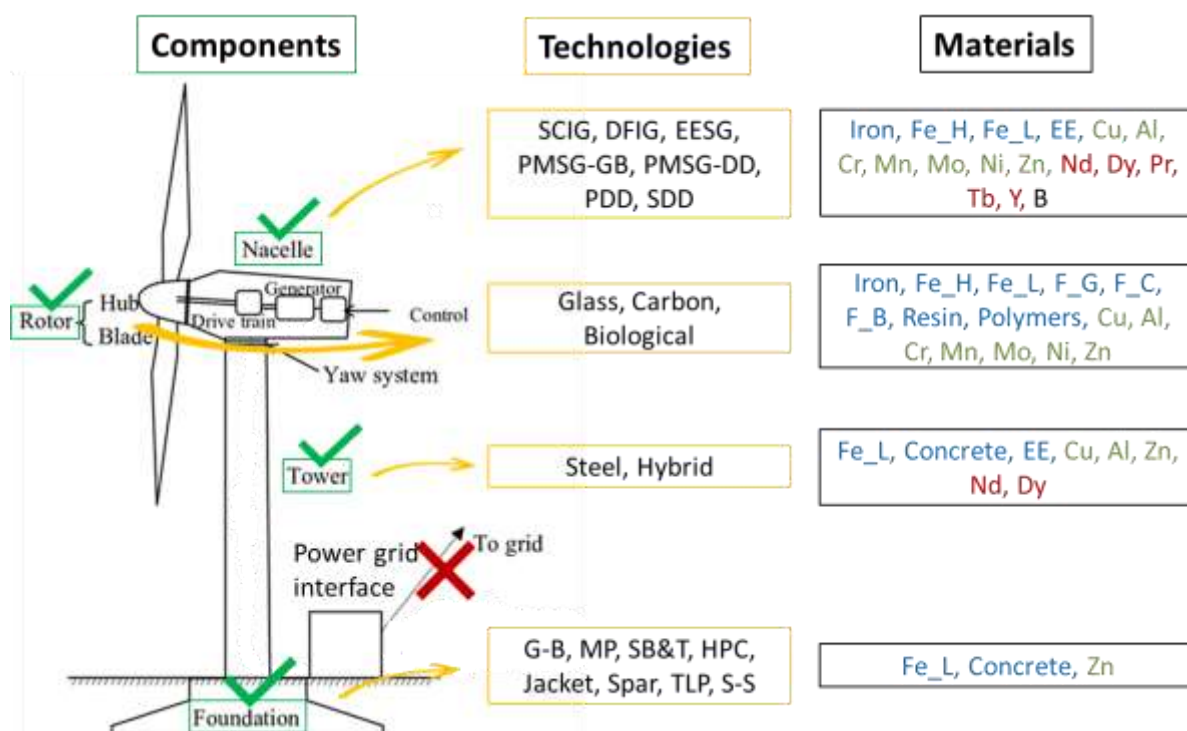 Components
Technologies
Materials
SCIG, DFIG, EESG,
PMSG-GB, PMSG-DD,
PDD, SDD
Iron, Fe_H, Fe_L, EE, Cu, Al,
Cr, Mn, Mo, Ni, Zn, Nd, Dy, Pr,
Tb, Y, B
Nacelle
Rotor
Hub
Blade
Generator
Drive train
Control
Yaw system
Glass, Carbon,
Biological
Iron, Fe_H, Fe_L, F_G, F_C,
F_B, Resin, Polymers, Cu, Al,
Cr, Mn, Mo, Ni, Zn
Tower
Steel, Hybrid
Fe_L, Concrete, EE, Cu, Al, Zn,
Nd, Dy
Power grid
interface
To grid
G-B, MP, SB&T, HPC,
Jacket, Spar, TLP, S-S
Fe_L, Concrete, Zn
Foundation